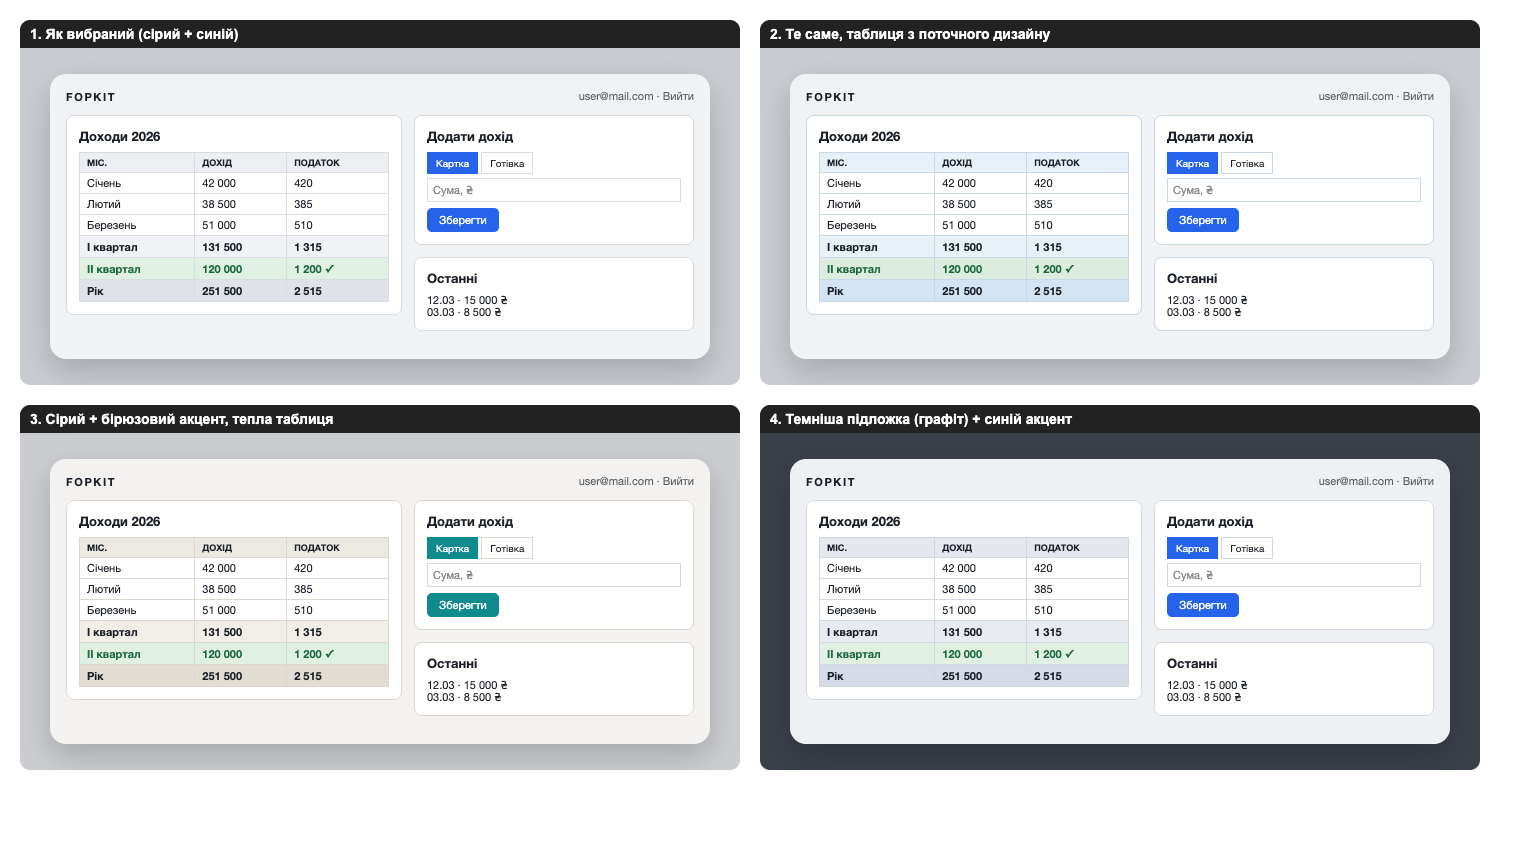 1. Як вибраний (сірий + синій)
FOPKIT
user@mail.com · Вийти
Доходи 2026
МІС. ДОХІД ПОДАТОК
Січень 42 000 420
Лютий 38 500 385
Березень 51 000 510
I квартал 131 500 1 315
II квартал 120 000 1 200 ✓
Рік 251 500 2 515
Додати дохід
Картка Готівка
Сума, ₴
Зберегти
Останні
12.03 · 15 000 ₴
03.03 · 8 500 ₴
2. Те саме, таблиця з поточного дизайну
FOPKIT
user@mail.com · Вийти
Доходи 2026
МІС. ДОХІД ПОДАТОК
Січень 42 000 420
Лютий 38 500 385
Березень 51 000 510
I квартал 131 500 1 315
II квартал 120 000 1 200 ✓
Рік 251 500 2 515
Додати дохід
Картка Готівка
Сума, ₴
Зберегти
Останні
12.03 · 15 000 ₴
03.03 · 8 500 ₴
3. Сірий + бірюзовий акцент, тепла таблиця
FOPKIT
user@mail.com · Вийти
Доходи 2026
МІС. ДОХІД ПОДАТОК
Січень 42 000 420
Лютий 38 500 385
Березень 51 000 510
I квартал 131 500 1 315
II квартал 120 000 1 200 ✓
Рік 251 500 2 515
Додати дохід
Картка Готівка
Сума, ₴
Зберегти
Останні
12.03 · 15 000 ₴
03.03 · 8 500 ₴
4. Темніша підложка (графіт) + синій акцент
FOPKIT
user@mail.com · Вийти
Доходи 2026
МІС. ДОХІД ПОДАТОК
Січень 42 000 420
Лютий 38 500 385
Березень 51 000 510
I квартал 131 500 1 315
II квартал 120 000 1 200 ✓
Рік 251 500 2 515
Додати дохід
Картка Готівка
Сума, ₴
Зберегти
Останні
12.03 · 15 000 ₴
03.03 · 8 500 ₴